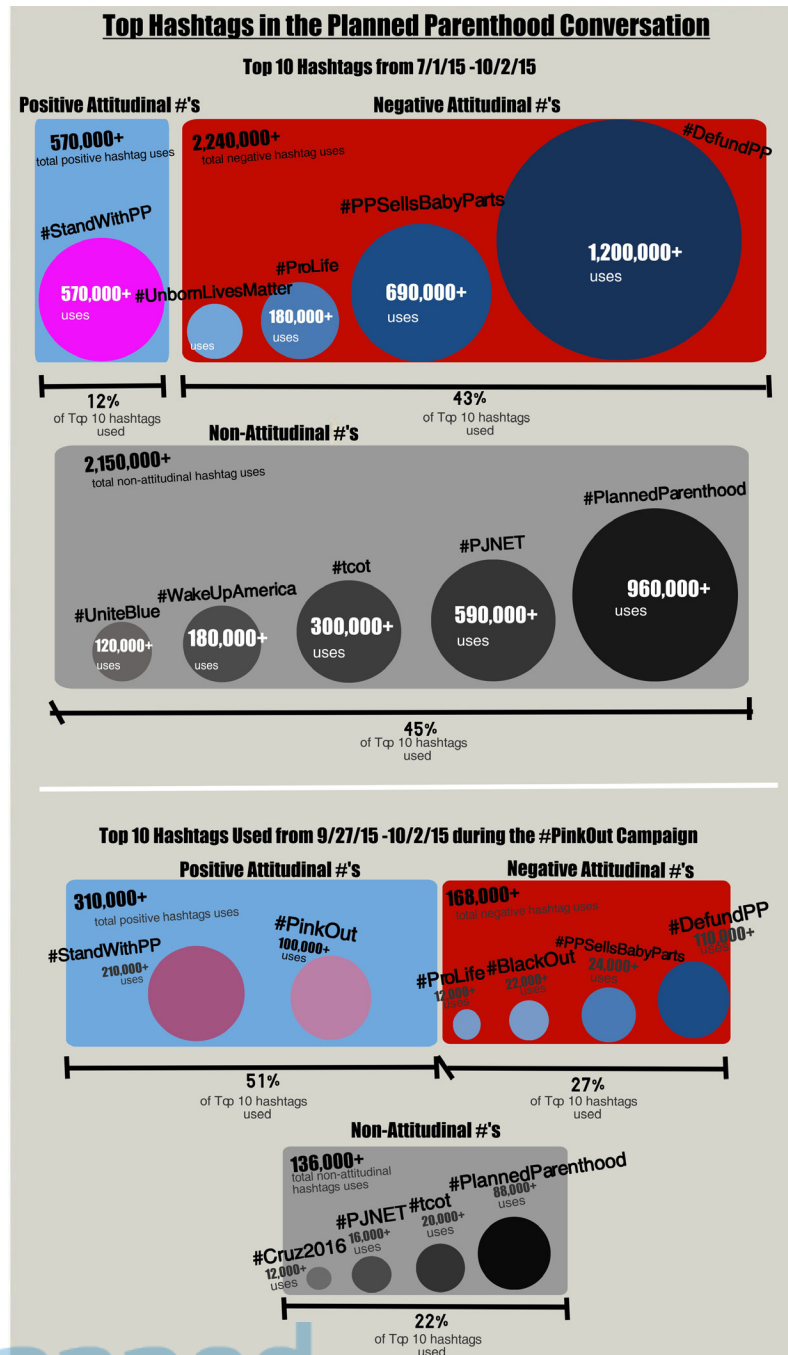 Top Hashtags in the Planned Parenthood Conversation
Top 10 Hashtags from 7/1/15 -10/2/15
Positive Attitudinal #'s
570,000+
total positive hashtag uses
#StandWithPP
570,000+
uses
12%
of Top 10 hashtags
used
Negative Attitudinal #'s
2,240,000+
total negative hashtag uses
#UnbornLivesMatter
uses
#ProLife
180,000+
uses
#PPSellsBabyParts
690,000+
uses
#DefundPP
1,200,000+
uses
43%
of Top 10 hashtags
used
Non-Attitudinal #'s
2,150,000+
total non-attitudinal hashtag uses
#UniteBlue
120,000+
uses
#WakeUpAmerica
180,000+
uses
#tcot
300,000+
uses
#PJNET
590,000+
uses
#PlannedParenthood
960,000+
uses
45%
of Top 10 hashtags
used
Top 10 Hashtags Used from 9/27/15 -10/2/15 during the #PinkOut Campaign
Positive Attitudinal #'s
310,000+
total positive hashtags uses
#StandWithPP
210,000+
uses
#PinkOut
100,000+
uses
51%
of Top 10 hashtags
used
Negative Attitudinal #'s
168,000+
total negative hashtag uses
#ProLife
12,000+
uses
#BlackOut
22,000+
uses
#PPSellsBabyParts
24,000+
uses
#DefundPP
110,000+
uses
27%
of Top 10 hashtags
used
Non-Attitudinal #'s
136,000+
total non-attitudinal
hashtags uses
#Cruz2016
12,000+
uses
#PJNET
16,000+
uses
#tcot
20,000+
uses
#PlannedParenthood
88,000+
uses
22%
of Top 10 hashtags
used